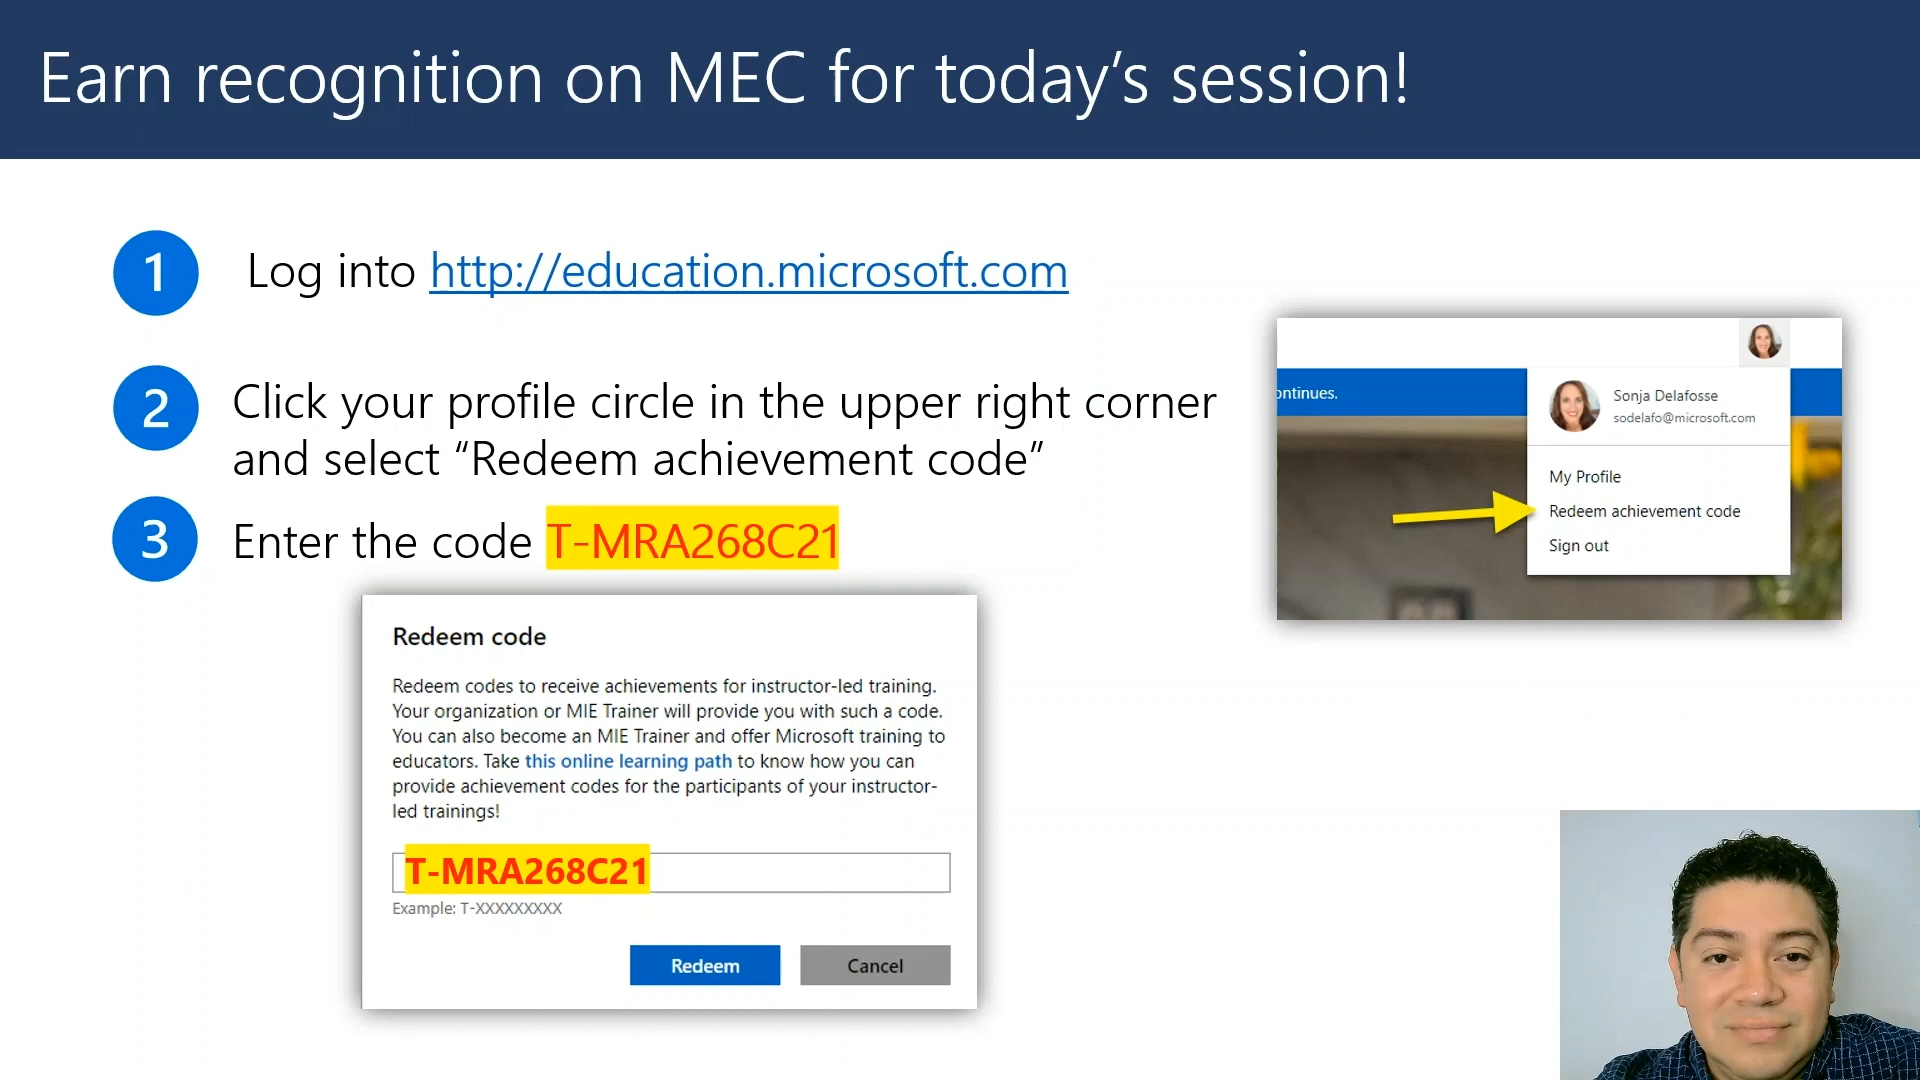 Earn recognition on MEC for today’s session!
1 Log into http://education.microsoft.com
2 Click your profile circle in the upper right corner
and select “Redeem achievement code”
3 Enter the code T-MRA268C21
ontinues.
Sonja Delafosse
sodelafo@microsoft.com
My Profile
Redeem achievement code
Sign out
Redeem code
Redeem codes to receive achievements for instructor-led training.
Your organization or MIE Trainer will provide you with such a code.
You can also become an MIE Trainer and offer Microsoft training to
educators. Take this online learning path to know how you can
provide achievement codes for the participants of your instructor-
led trainings!
T-MRA268C21
Example: T-XXXXXXXXX
Redeem
Cancel